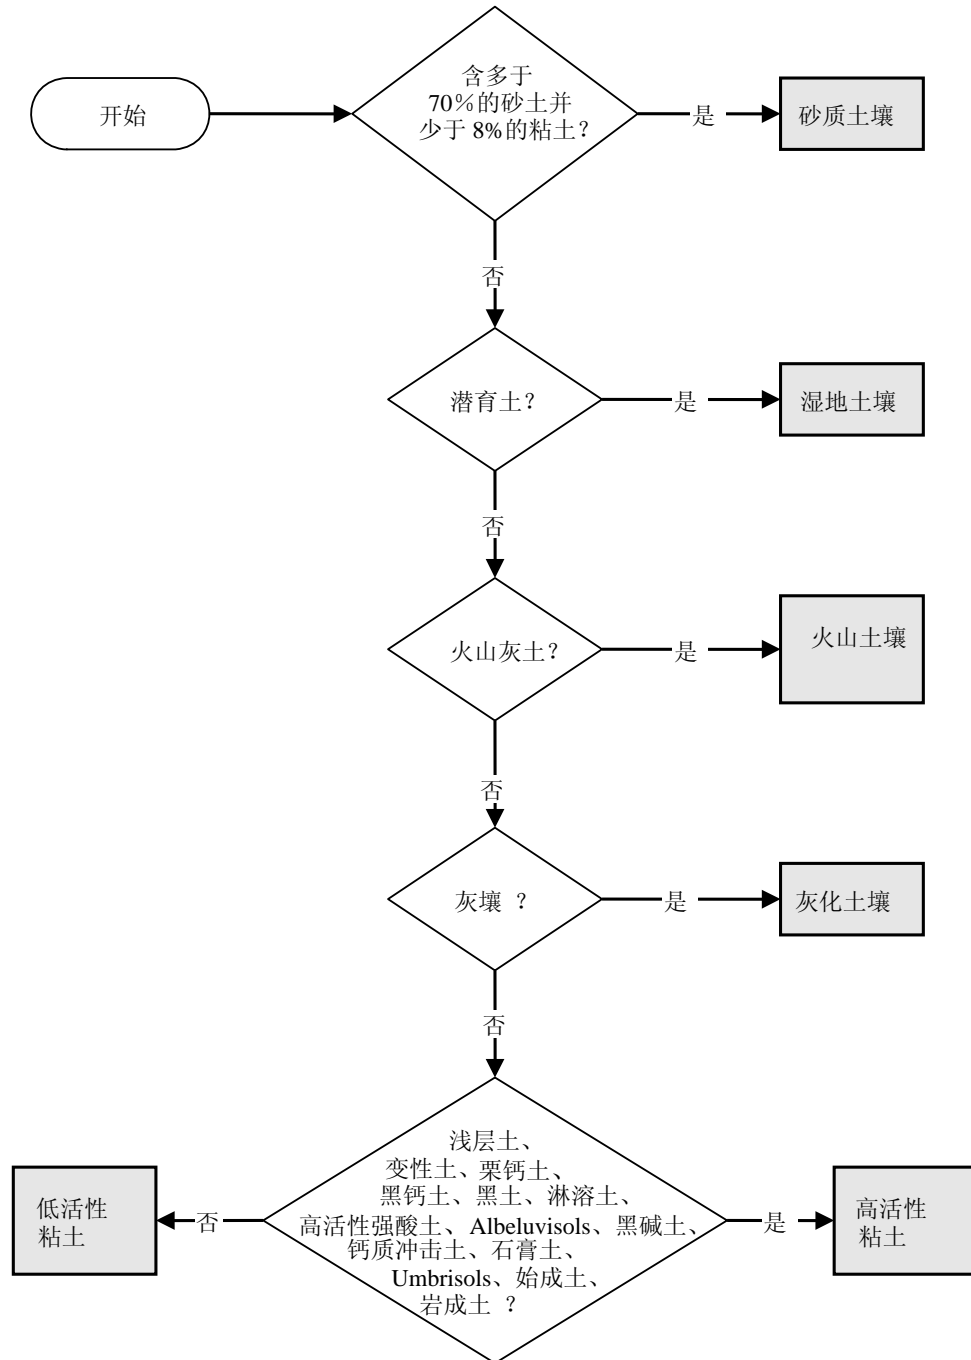 开始
含多于
70%的砂土并
少于 8%的粘土？
是
砂质土壤
否
潜育土？
是
湿地土壤
否
火山灰土？
是
火山土壤
否
灰壤 ？
是
灰化土壤
否
浅层土、
变性土、栗钙土、
黑钙土、黑土、淋溶土、
高活性强酸土、Albeluvisols、黑碱土、
钙质冲击土、石膏土、
Umbrisols、始成土、
岩成土 ？
否
低活性
粘土
是
高活性
粘土